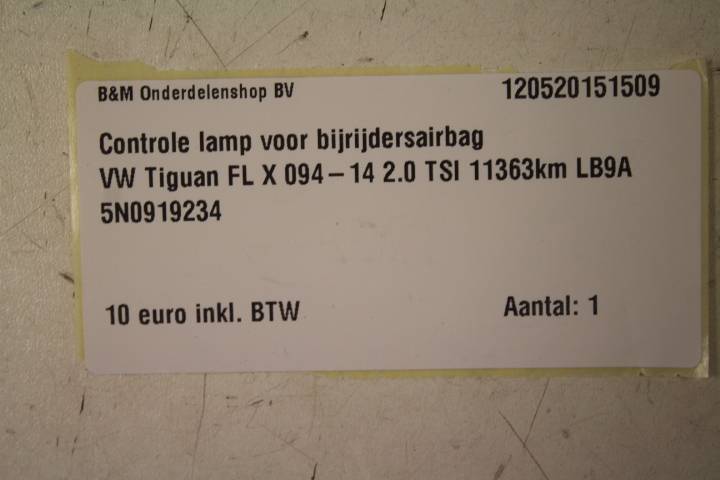 B&M Onderdelenshop BV 120520151509
Controle lamp voor bijrijdersairbag
VW Tiguan FL X 094-14 2.0 TSI 11363km LB9A
5N0919234
10 euro inkl. BTW Aantal: 1